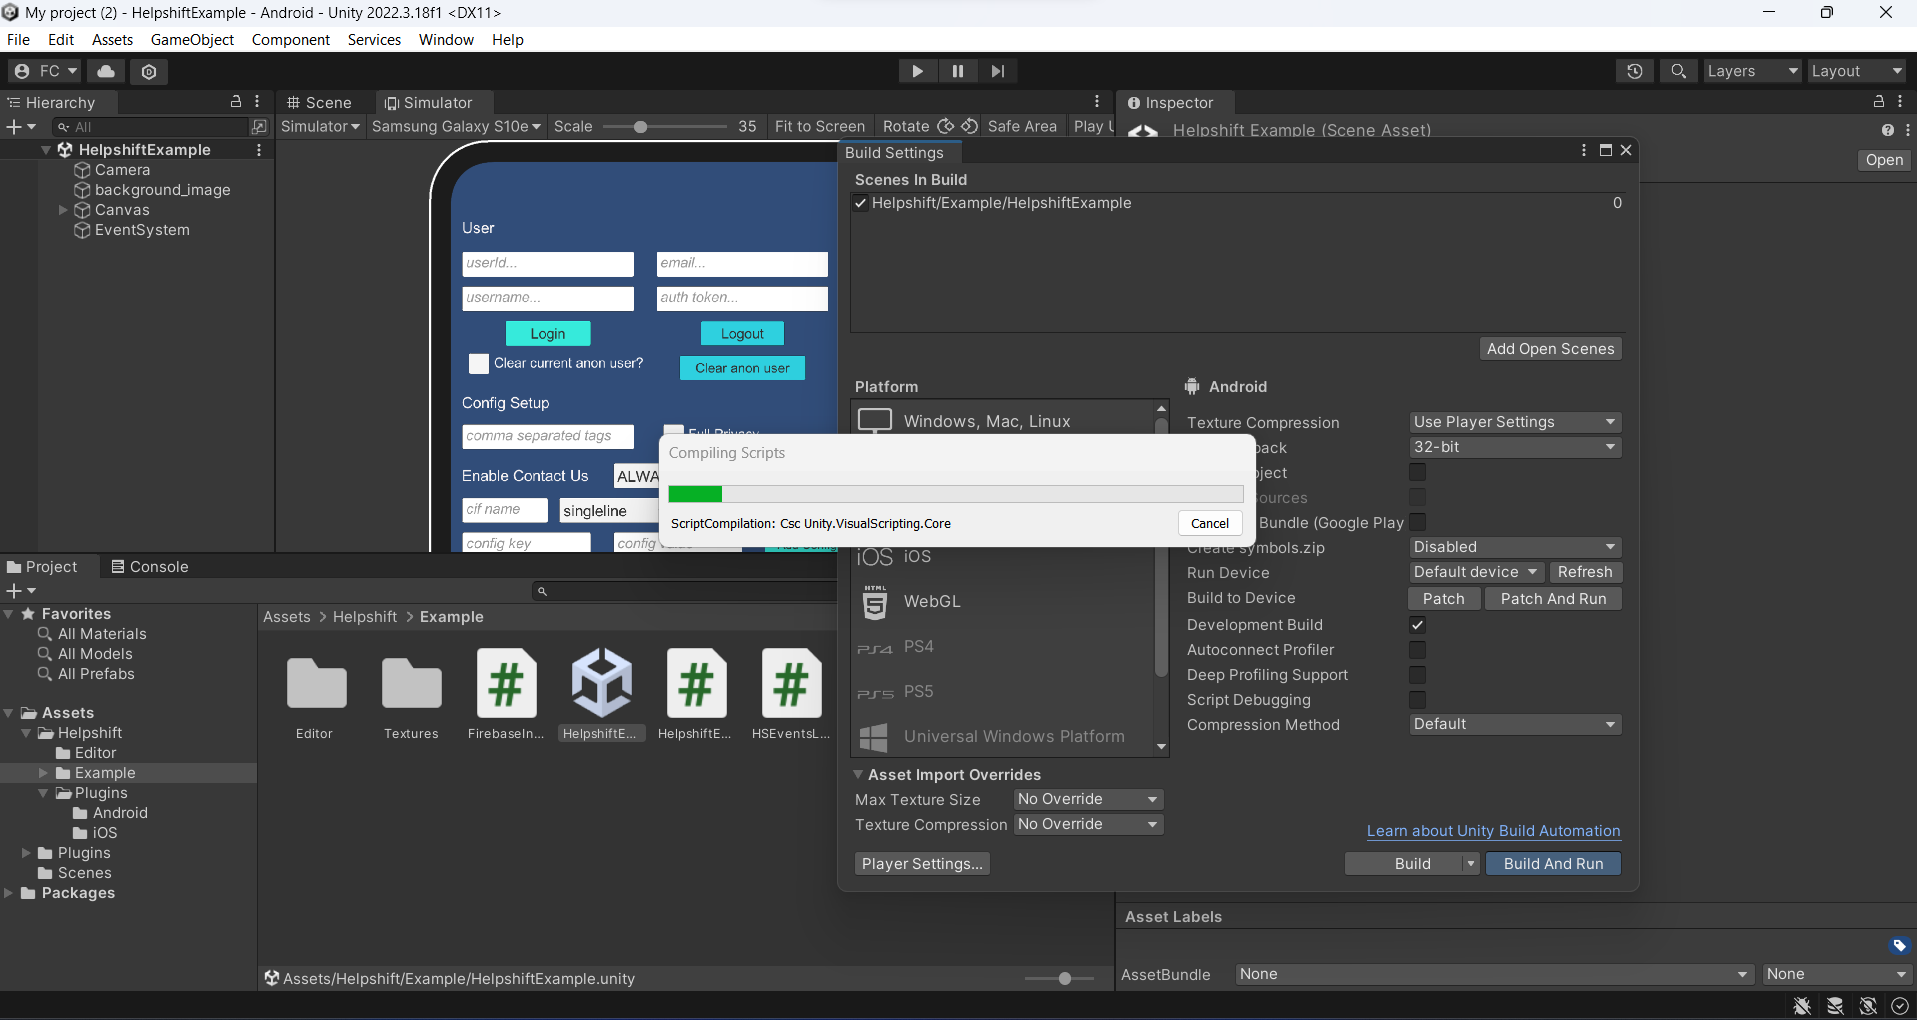 My project (2) - HelpshiftExample - Android - Unity 2022.3.18f1 <DX11>
File Edit Assets GameObject Component Services Window Help
FC
Layers Layout
Hierarchy
All
HelpshiftExample
Camera
background_image
Canvas
EventSystem
Scene Simulator
Simulator Samsung Galaxy S10e Scale 35 Fit to Screen Rotate Safe Area Play U
User
userId... email...
username... auth token...
Login Logout
Clear current anon user? Clear anon user
Config Setup
comma separated tags Full Privacy
Enable Contact Us ALWA
cif name singleline
config key config value
Inspector
Helpshift Example (Scene Asset)
Open
Build Settings
Scenes In Build
Helpshift/Example/HelpshiftExample 0
Add Open Scenes
Platform
Windows, Mac, Linux
iOS iOS
HTML 5 WebGL
PS4 PS4
PS5 PS5
Universal Windows Platform
Android
Texture Compression Use Player Settings
back 32-bit
ject
ources
Bundle (Google Play
Create symbols.zip Disabled
Run Device Default device Refresh
Build to Device Patch Patch And Run
Development Build
Autoconnect Profiler
Deep Profiling Support
Script Debugging
Compression Method Default
Compiling Scripts
ScriptCompilation: Csc Unity.VisualScripting.Core
Cancel
Asset Import Overrides
Max Texture Size No Override
Texture Compression No Override
Learn about Unity Build Automation
Player Settings... Build Build And Run
Project Console
Favorites
All Materials
All Models
All Prefabs
Assets
Helpshift
Editor
Example
Plugins
Android
iOS
Plugins
Scenes
Packages
Assets > Helpshift > Example
Editor Textures FirebaseIn... HelpshiftE... HelpshiftE... HSEventsL...
Assets/Helpshift/Example/HelpshiftExample.unity
Asset Labels
AssetBundle None None